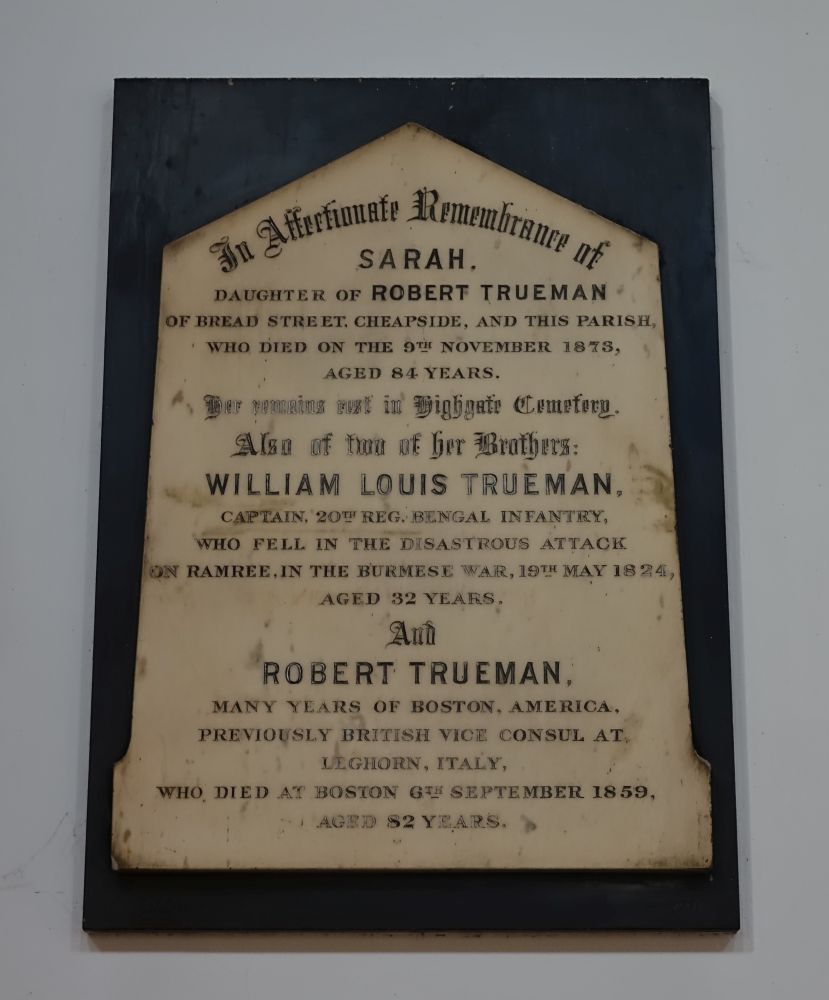 In Affectionate Remembrance of
SARAH,
DAUGHTER OF ROBERT TRUEMAN
OF BREAD STREET, CHEAPSIDE, AND THIS PARISH,
WHO DIED ON THE 9TH NOVEMBER 1873,
AGED 84 YEARS.
Her remains rest in Highgate Cemetery.
Also of two of her Brothers:
WILLIAM LOUIS TRUEMAN,
CAPTAIN, 20TH REG. BENGAL INFANTRY,
WHO FELL IN THE DISASTROUS ATTACK
ON RAMREE, IN THE BURMESE WAR, 19TH MAY 1824,
AGED 32 YEARS.
And
ROBERT TRUEMAN,
MANY YEARS OF BOSTON, AMERICA,
PREVIOUSLY BRITISH VICE CONSUL AT
LEGHORN, ITALY,
WHO DIED AT BOSTON 6TH SEPTEMBER 1859,
AGED 82 YEARS.